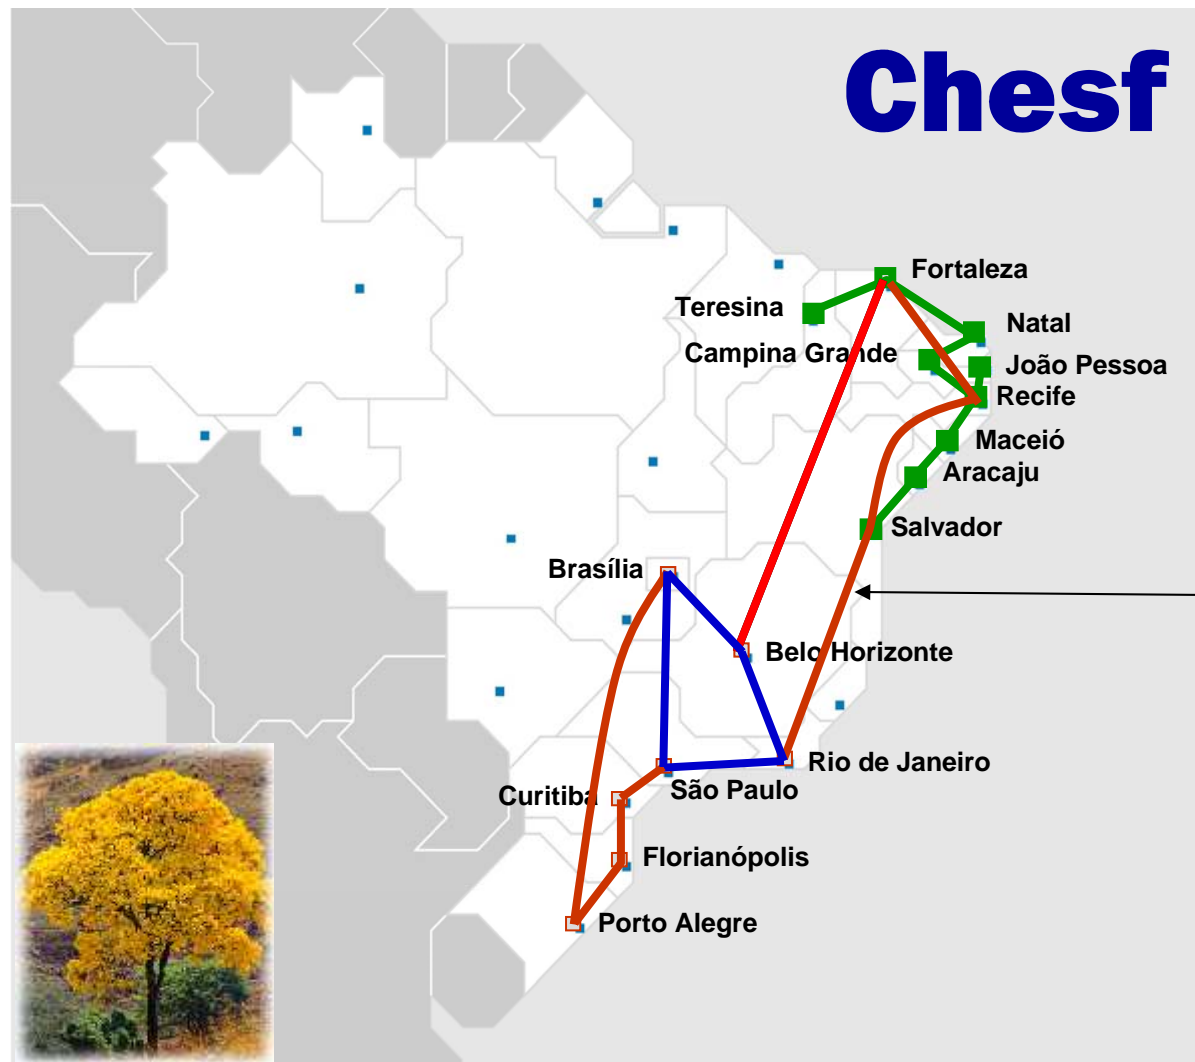 Chesf
Fortaleza
Teresina
Natal
Campina Grande
João Pessoa
Recife
Maceió
Aracaju
Salvador
Brasília
Belo Horizonte
Rio de Janeiro
São Paulo
Curitiba
Florianópolis
Porto Alegre